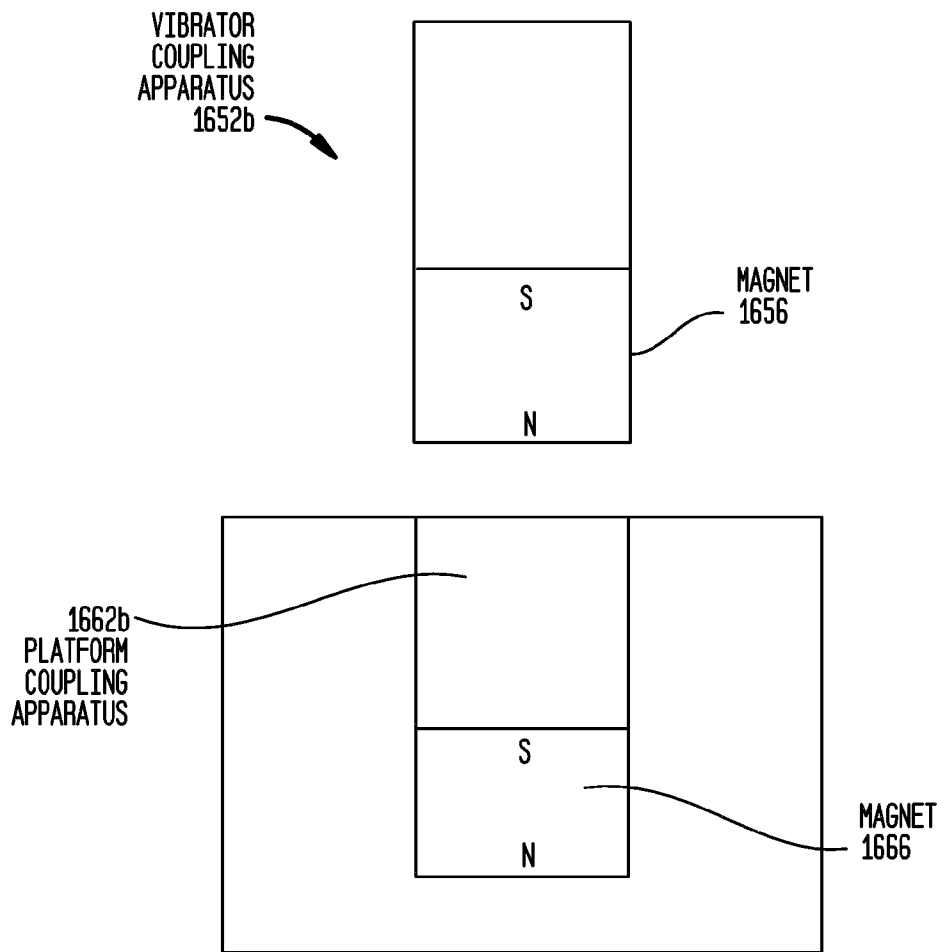 VIBRATOR
COUPLING
APPARATUS
1652b
S
MAGNET
1656
N
1662b
PLATFORM
COUPLING
APPARATUS
S
MAGNET
1666
N